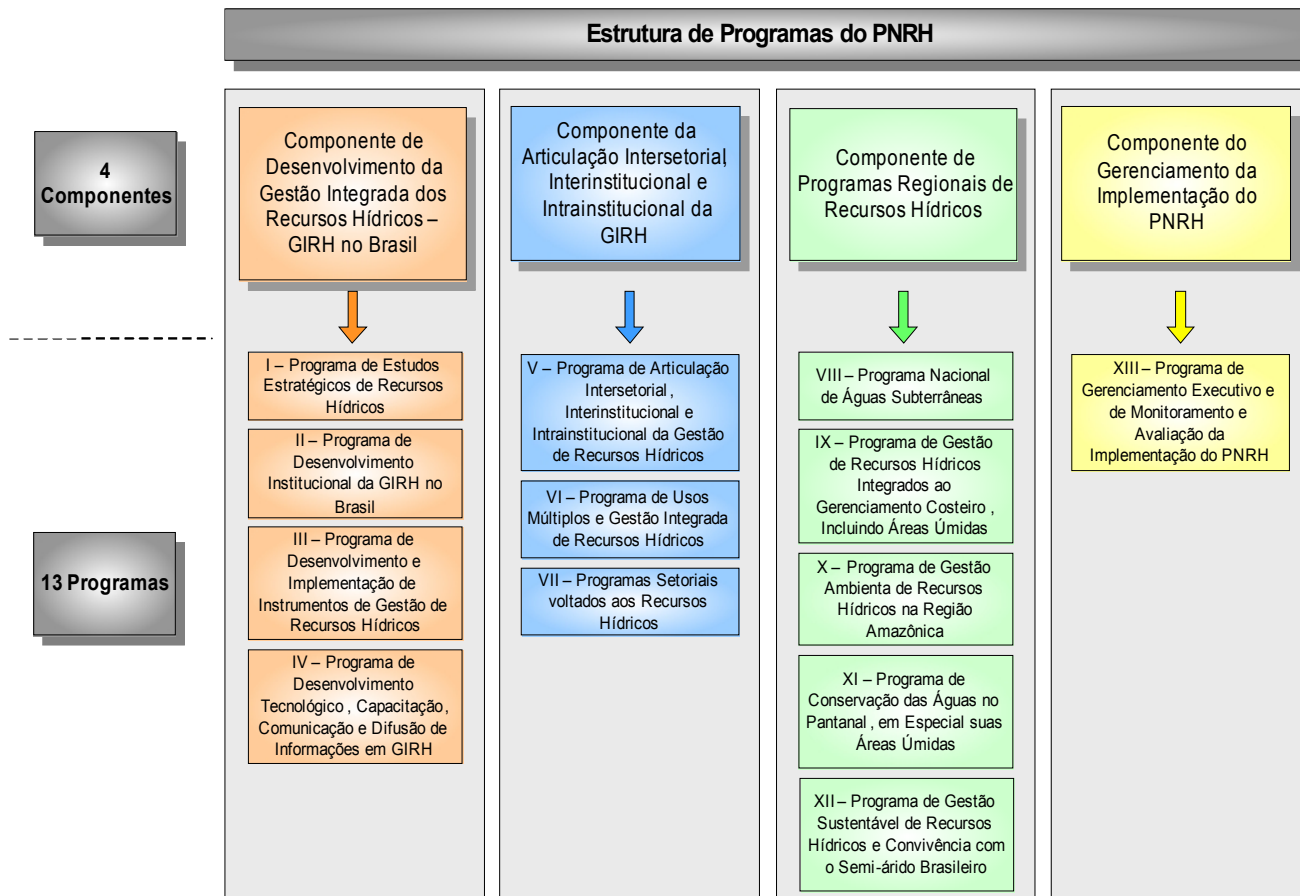 Estrutura de Programas do PNRH
4
Componentes
Componente de
Desenvolvimento da
Gestão Integrada dos
Recursos Hídricos –
GIRH no Brasil
Componente da
Articulação Intersetorial,
Interinstitucional e
Intrainstitucional da
GIRH
Componente de
Programas Regionais de
Recursos Hídricos
Componente do
Gerenciamento da
Implementação do
PNRH
13 Programas
I – Programa de Estudos
Estratégicos de Recursos
Hídricos
II – Programa de
Desenvolvimento
Institucional da GIRH no
Brasil
III – Programa de
Desenvolvimento e
Implementação de
Instrumentos de Gestão de
Recursos Hídricos
IV – Programa de
Desenvolvimento
Tecnológico , Capacitação ,
Comunicação e Difusão de
Informações em GIRH
V – Programa de Articulação
Intersetorial ,
Interinstitucional e
Intrainstitucional da Gestão
de Recursos Hídricos
VI – Programa de Usos
Múltiplos e Gestão Integrada
de Recursos Hídricos
VII – Programas Setoriais
voltados aos Recursos
Hídricos
VIII – Programa Nacional
de Águas Subterrâneas
IX – Programa de Gestão
de Recursos Hídricos
Integrados ao
Gerenciamento Costeiro ,
Incluindo Áreas Úmidas
X – Programa de Gestão
Ambienta de Recursos
Hídricos na Região
Amazônica
XI – Programa de
Conservação das Águas no
Pantanal , em Especial suas
Áreas Úmidas
XII – Programa de Gestão
Sustentável de Recursos
Hídricos e Convivência com
o Semi-árido Brasileiro
XIII – Programa de
Gerenciamento Executivo e
de Monitoramento e
Avaliação da
Implementação do PNRH